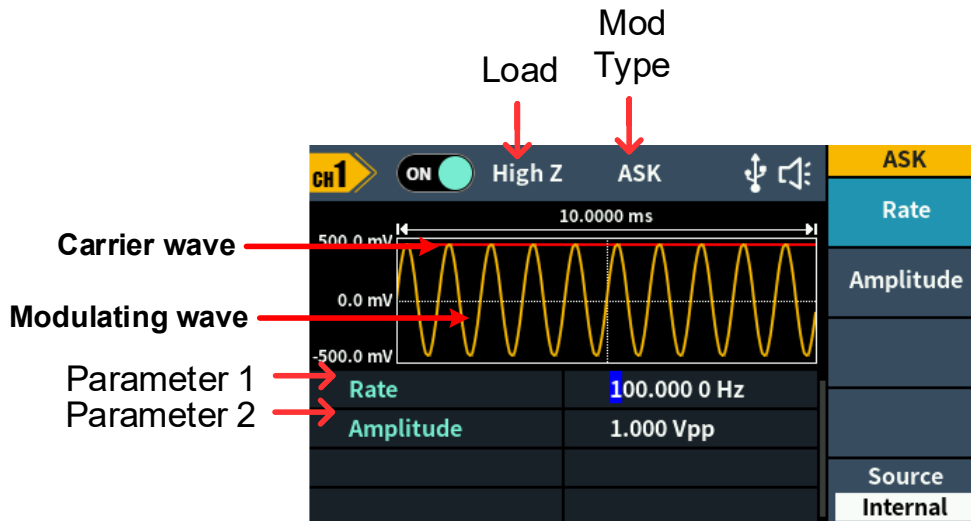 Mod
Load Type
CH1 ON High Z ASK ASK
10.0000 ms Rate
Carrier wave 500.0 mV
0.0 mV Amplitude
Modulating wave
-500.0 mV
Parameter 1 Rate 100.000 0 Hz
Parameter 2 Amplitude 1.000 Vpp
Source
Internal